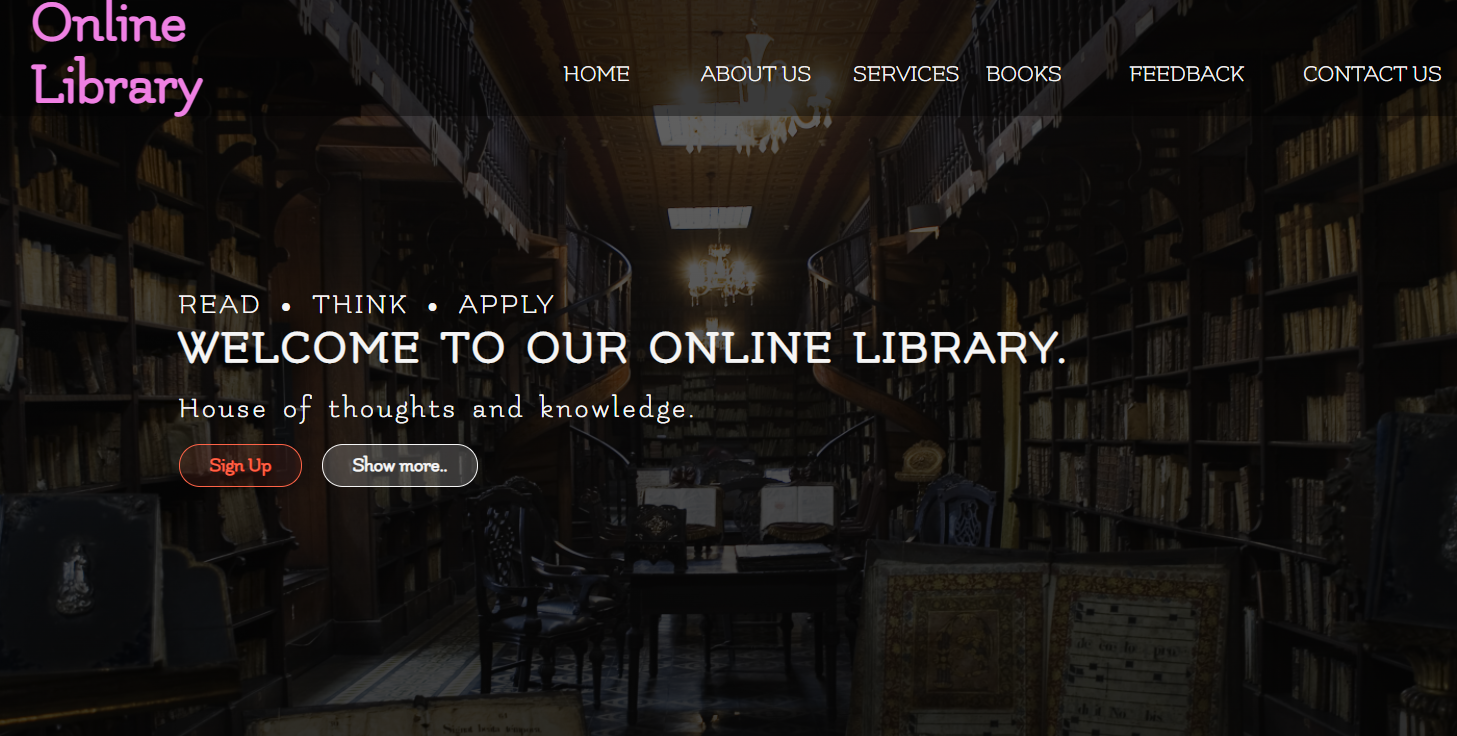 Online
Library
HOME ABOUT US SERVICES BOOKS FEEDBACK CONTACT US
READ • THINK • APPLY
WELCOME TO OUR ONLINE LIBRARY.
House of thoughts and knowledge.
Sign Up Show more..